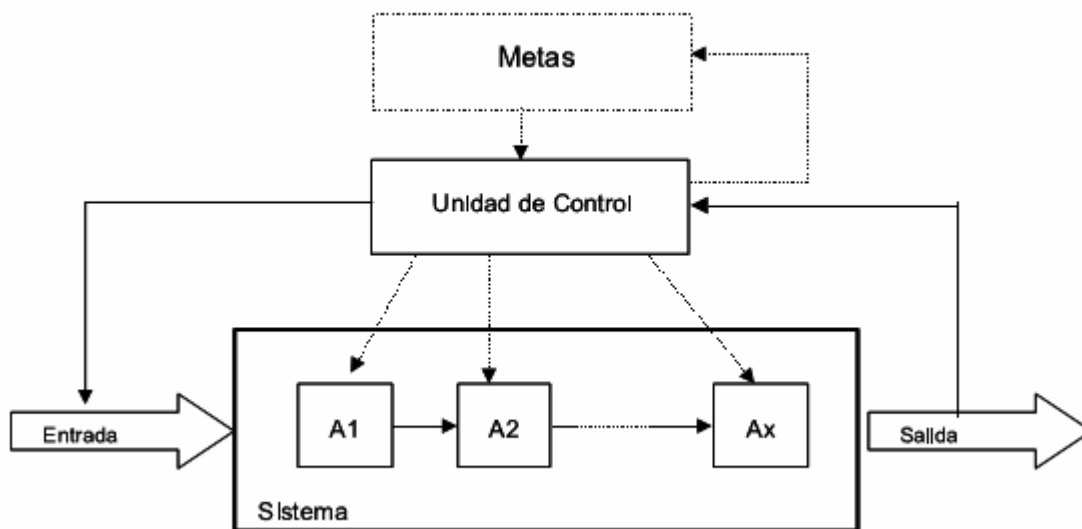 Metas
Unidad de Control
A1
A2
Ax
Entrada
Salida
Sistema